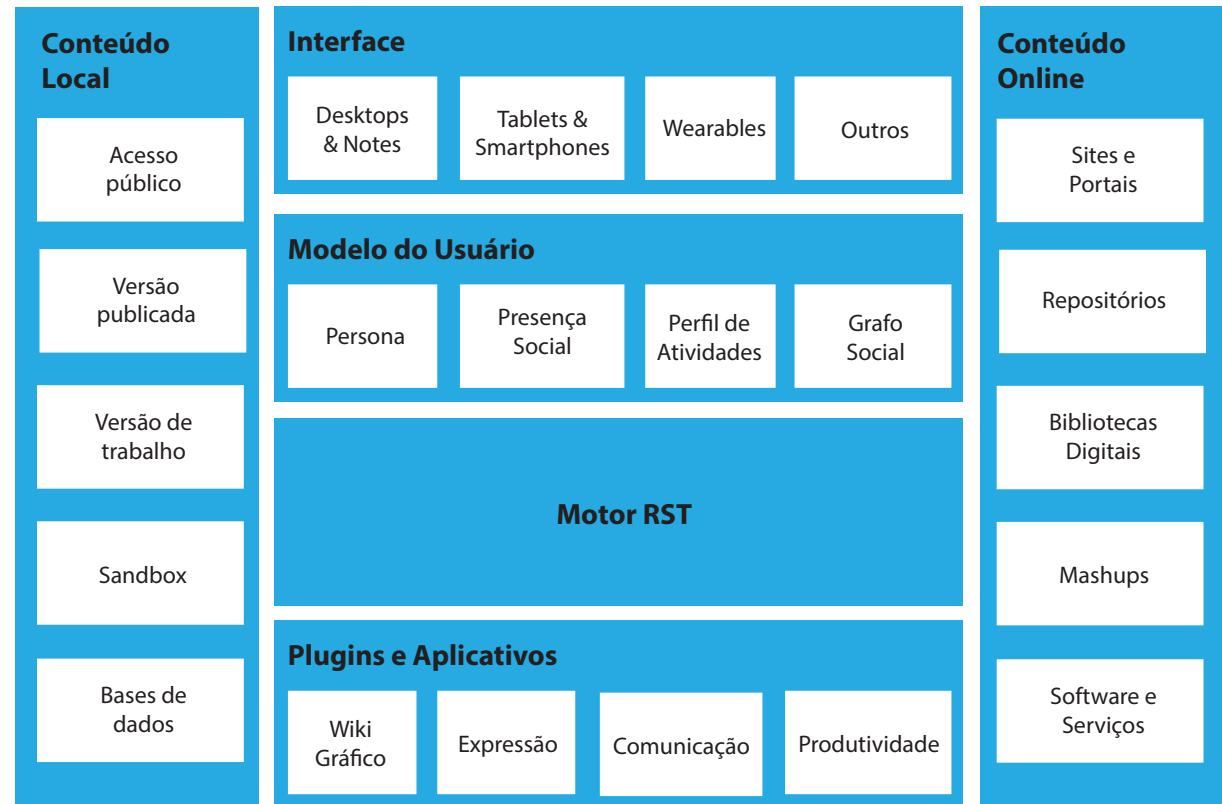 Conteúdo
Local
Acesso
público
Versão
publicada
Versão de
trabalho
Sandbox
Bases de
dados
Interface
Desktops
& Notes
Tablets &
Smartphones
Wearables
Outros
Modelo do Usuário
Persona
Presença
Social
Perfil de
Atividades
Grafo
Social
Motor RST
Plugins e Aplicativos
Wiki
Gráfico
Expressão
Comunicação
Produtividade
Conteúdo
Online
Sites e
Portais
Repositórios
Bibliotecas
Digitais
Mashups
Software e
Serviços